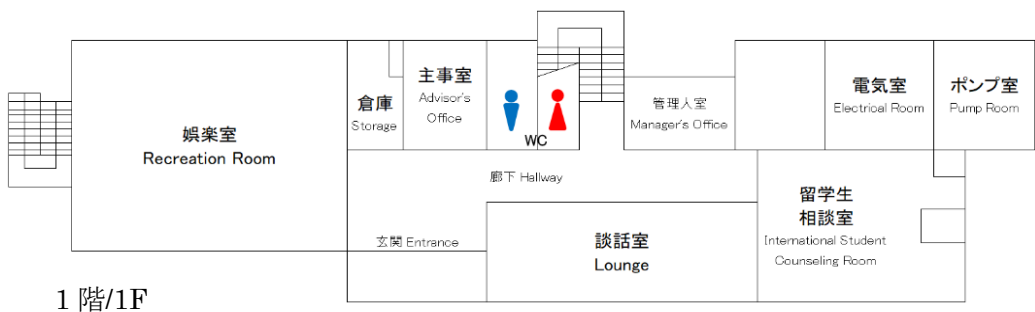 娯楽室
Recreation Room
倉庫
Storage
主事室
Advisor's
Office
WC
管理人室
Manager's Office
電気室
Electrical Room
ポンプ室
Pump Room
廊下 Hallway
玄関 Entrance
談話室
Lounge
留学生
相談室
International Student
Counseling Room
1 階/1F